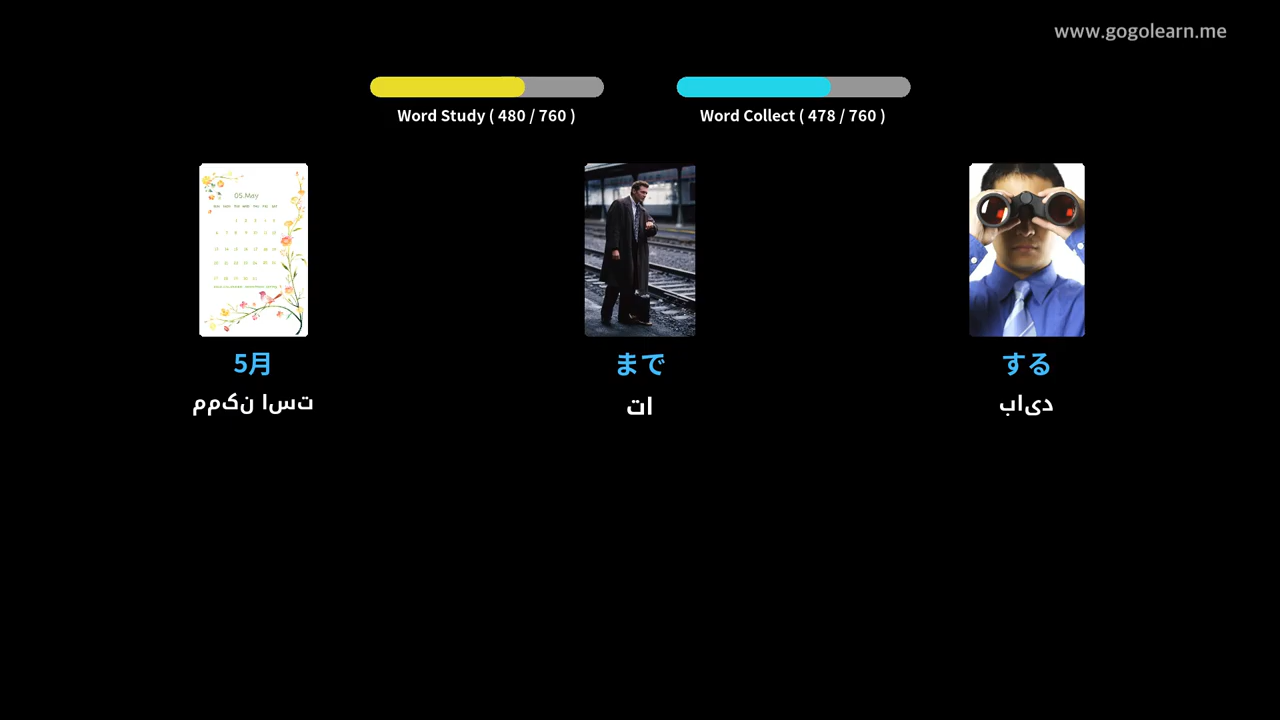 www.gogolearn.me
Word Study ( 480 / 760 )
Word Collect ( 478 / 760 )
05 May
5月
まで
する
ممکن است
تا
باید